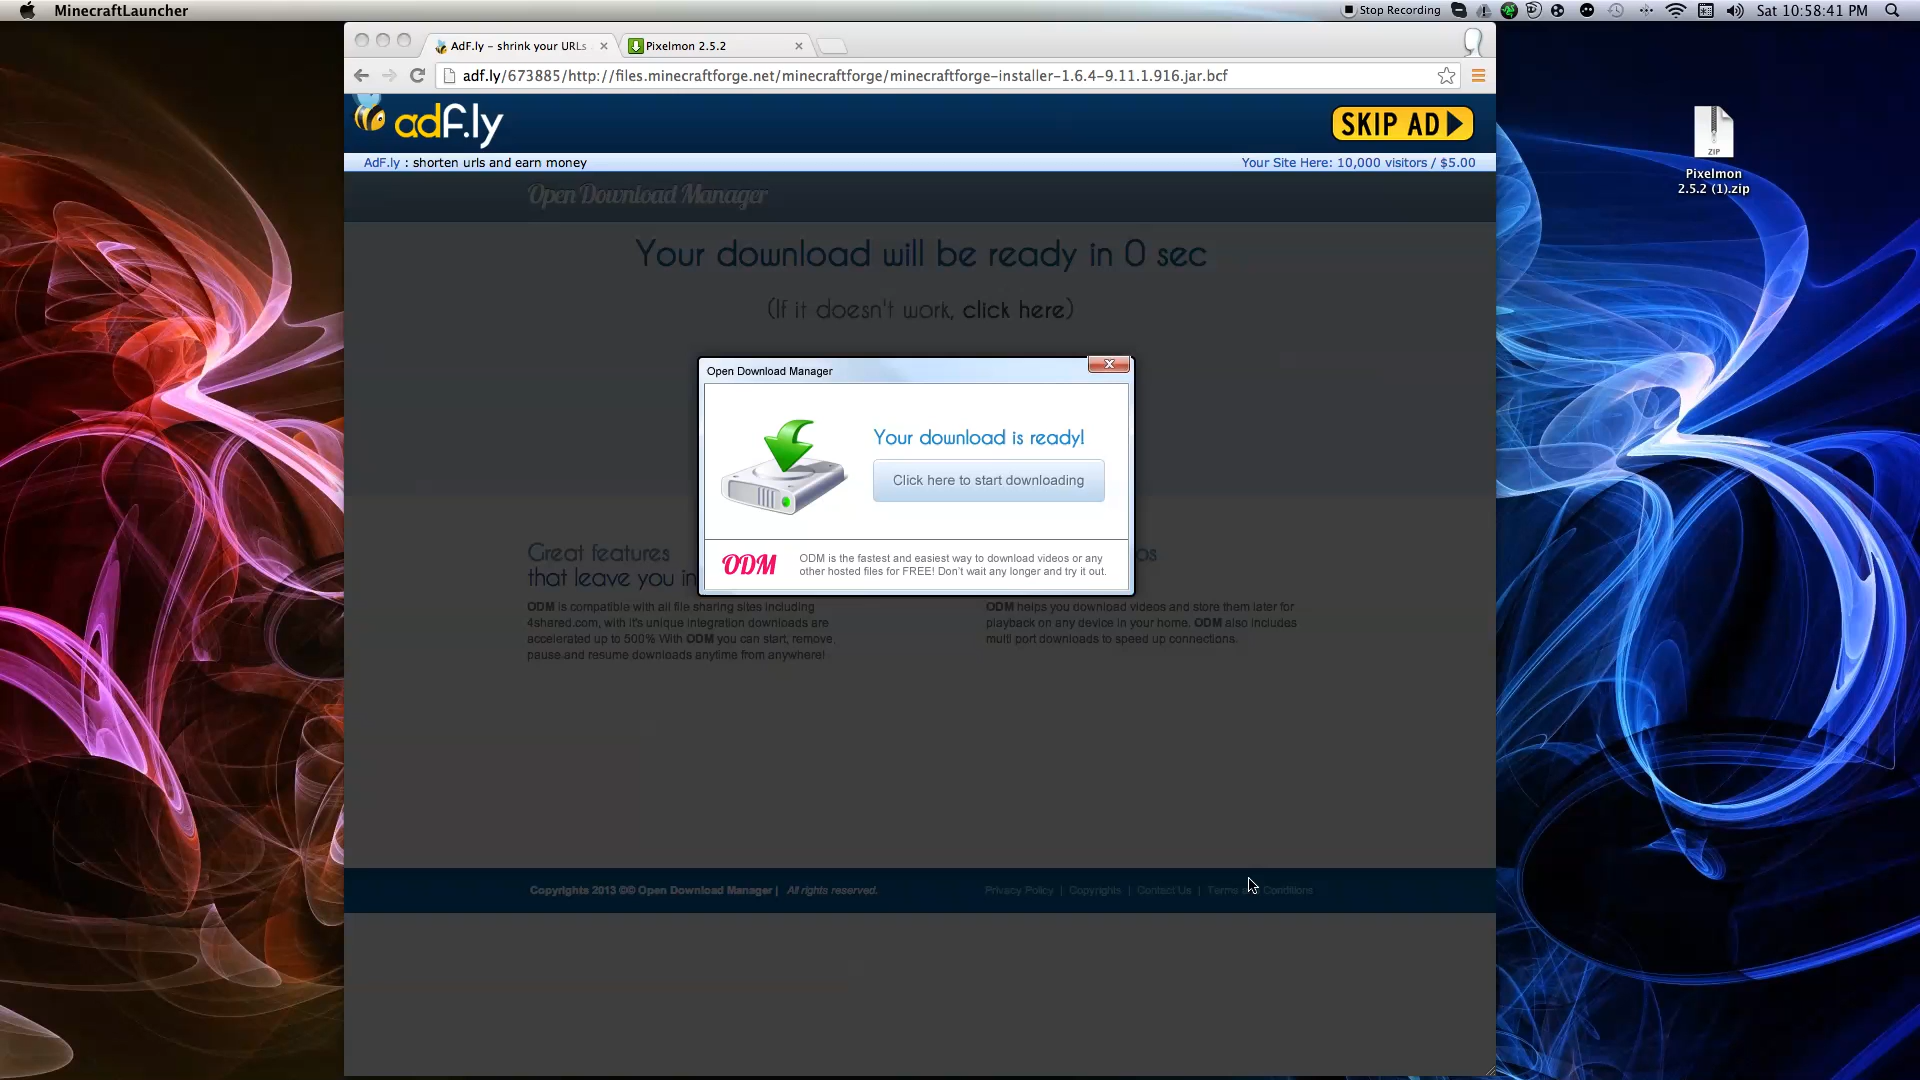 MinecraftLauncher
Stop Recording
Sat 10:58:41 PM
AdF.ly – shrink your URLs
Pixelmon 2.5.2
adf.ly/673885/http://files.minecraftforge.net/minecraftforge/minecraftforge-installer-1.6.4-9.11.1.916.jar.bcf
adf.ly
SKIP AD
AdF.ly : shorten urls and earn money
Your Site Here: 10,000 visitors / $5.00
Open Download Manager
Your download will be ready in 0 sec
(If it doesn't work, click here)
Open Download Manager
Your download is ready!
Click here to start downloading
ODM
ODM is the fastest and easiest way to download videos or any
other hosted files for FREE! Don't wait any longer and try it out.
Great features
that leave you in
ODM is compatible with all file sharing sites including
4shared.com, with it's unique integration downloads are
accelerated up to 500% With ODM you can start, remove,
pause and resume downloads anytime from anywhere!
ODM helps you download videos and store them later for
playback on any device in your home. ODM also includes
multi port downloads to speed up connections.
Copyrights 2013 ©© Open Download Manager | All rights reserved.
Privacy Policy | Copyrights | Contact Us | Terms Conditions
ZIP
Pixelmon
2.5.2 (1).zip